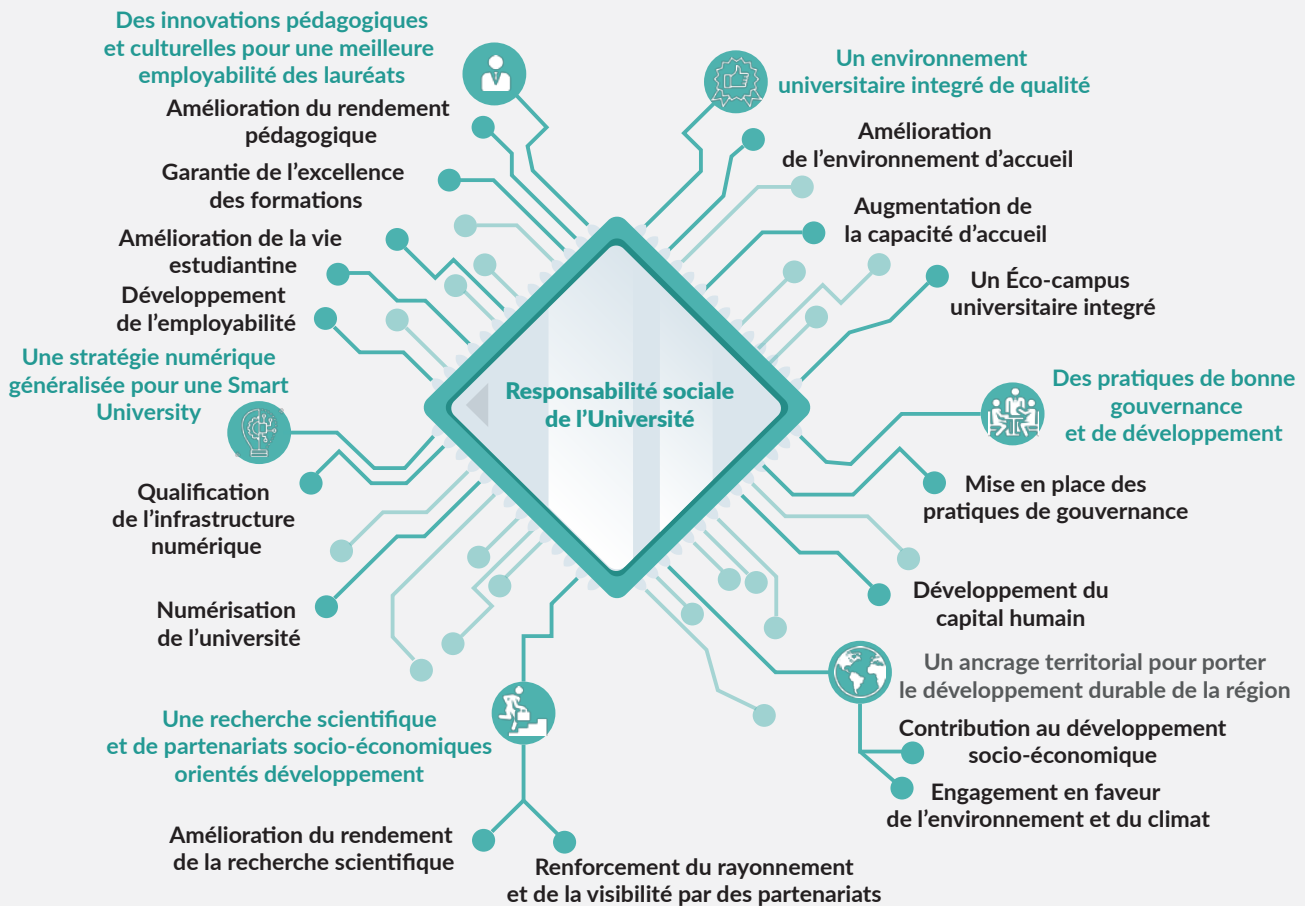 Des innovations pédagogiques
et culturelles pour une meilleure
employabilité des lauréats
Amélioration du rendement
pédagogique
Garantie de l'excellence
des formations
Amélioration de la vie
estudiantine
Développement
de l'employabilité
Une stratégie numérique
généralisée pour une Smart
University
Qualification
de l'infrastructure
numérique
Numérisation
de l'université
Une recherche scientifique
et de partenariats socio-économiques
orientés développement
Amélioration du rendement
de la recherche scientifique
Renforcement du rayonnement
et de la visibilité par des partenariats
Responsabilité sociale
de l'Université
Un environnement
universitaire integré de qualité
Amélioration
de l'environnement d'accueil
Augmentation de
la capacité d'accueil
Un Éco-campus
universitaire integré
Des pratiques de bonne
gouvernance
et de développement
Mise en place des
pratiques de gouvernance
Développement du
capital humain
Un ancrage territorial pour porter
le développement durable de la région
Contribution au développement
socio-économique
Engagement en faveur
de l'environnement et du climat